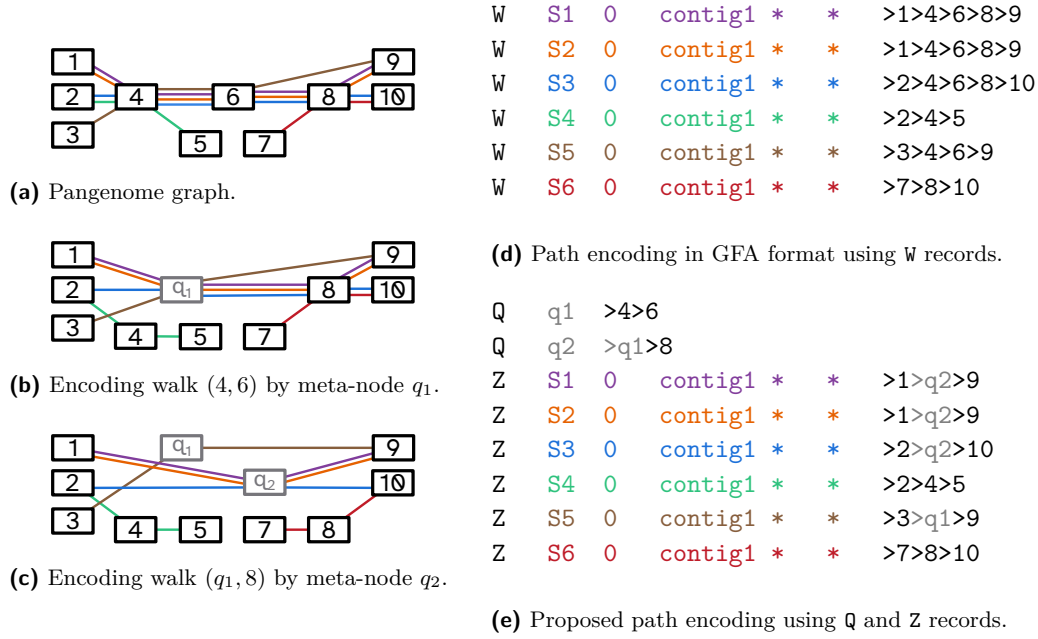 1
9
2
4
6
8
10
3
5
7
(a) Pangenome graph.
1
9
2
q₁
8
10
3
4
5
7
(b) Encoding walk (4, 6) by meta-node q₁.
1
q₁
9
2
q₂
10
3
4
5
7
8
(c) Encoding walk (q₁, 8) by meta-node q₂.
W S1 0 contig1 * * >1>4>6>8>9
W S2 0 contig1 * * >1>4>6>8>9
W S3 0 contig1 * * >2>4>6>8>10
W S4 0 contig1 * * >2>4>5
W S5 0 contig1 * * >3>4>6>9
W S6 0 contig1 * * >7>8>10
(d) Path encoding in GFA format using W records.
Q q1 >4>6
Q q2 >q1>8
Z S1 0 contig1 * * >1>q2>9
Z S2 0 contig1 * * >1>q2>9
Z S3 0 contig1 * * >2>q2>10
Z S4 0 contig1 * * >2>4>5
Z S5 0 contig1 * * >3>q1>9
Z S6 0 contig1 * * >7>8>10
(e) Proposed path encoding using Q and Z records.